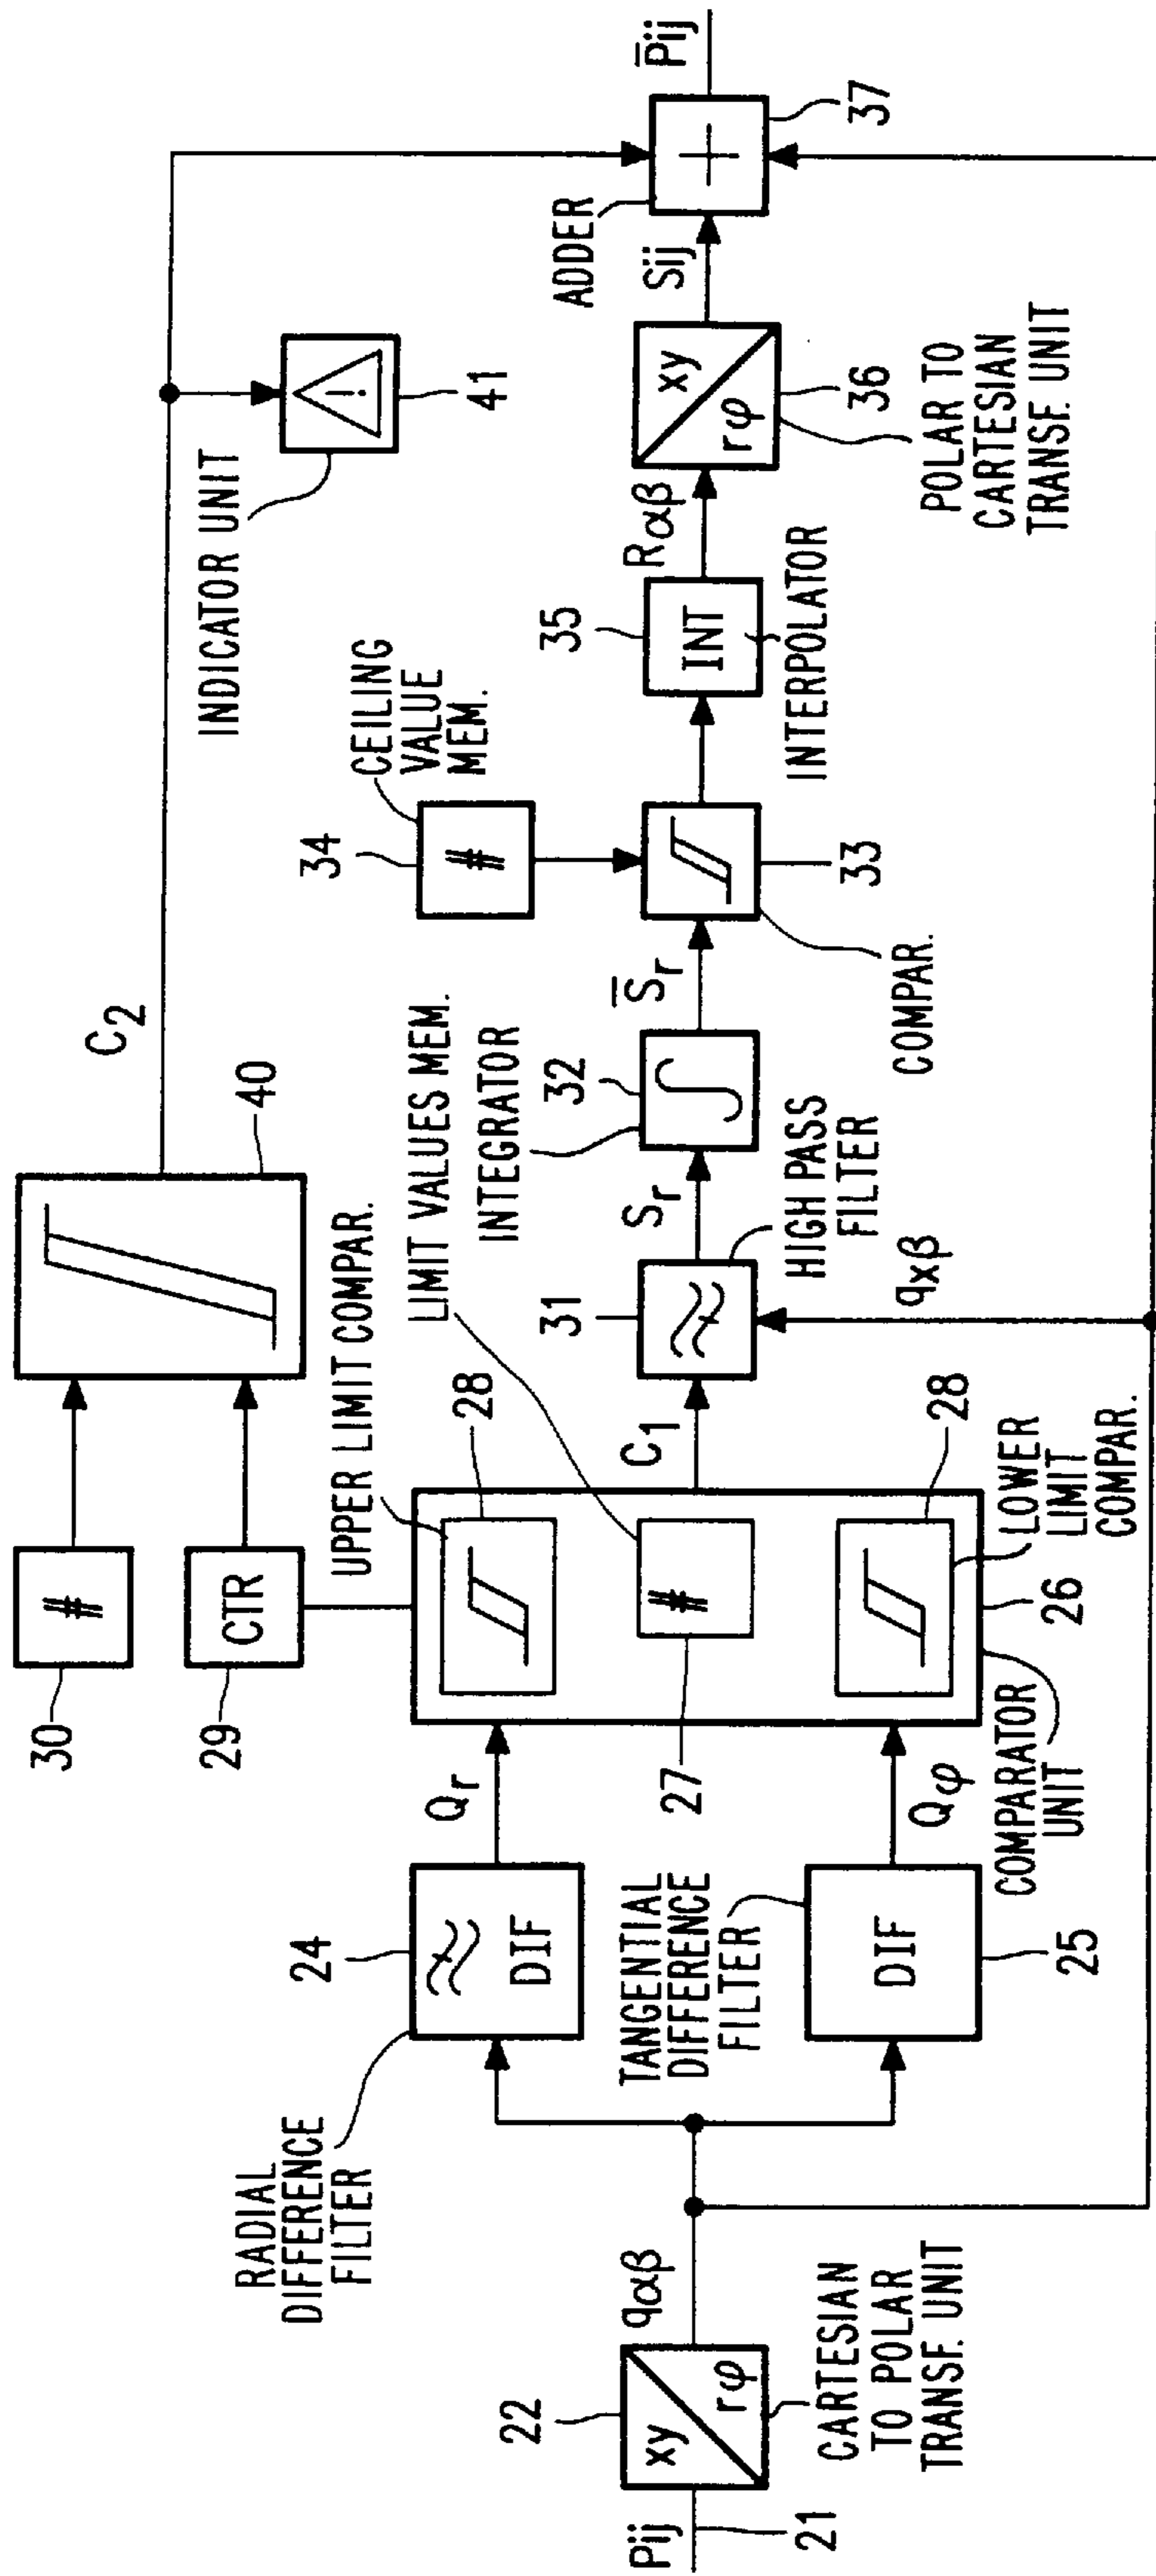 Pij
21
22
xy
rφ
CARTESIAN
TO POLAR
TRANSF. UNIT
qαβ
RADIAL
DIFFERENCE
FILTER
24
DIF
TANGENTIAL
DIFFERENCE
FILTER
DIF
25
Qr
Qφ
30
#
29
CTR
UPPER LIMIT COMPAR.
28
27
#
LIMIT VALUES MEM.
28
LOWER
LIMIT
COMPAR.
26
COMPARATOR
UNIT
40
C2
C1
31
HIGH PASS
FILTER
qxβ
Sr
INTEGRATOR
32
S̅r
34
#
CEILING
VALUE
MEM.
33
COMPAR.
35
INT
INTERPOLATOR
Rαβ
INDICATOR UNIT
!
41
xy
rφ
36
POLAR TO
CARTESIAN
TRANSF. UNIT
Sij
ADDER
+
37
P̅ij